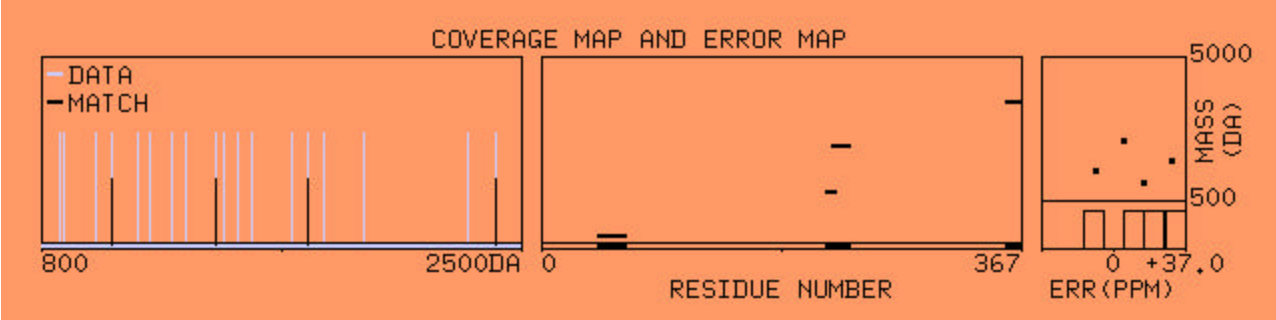 COVERAGE MAP AND ERROR MAP
DATA
MATCH
800
2500DA
0
367
RESIDUE NUMBER
5000
MASS
(DA)
500
0
+37.0
ERR(PPM)